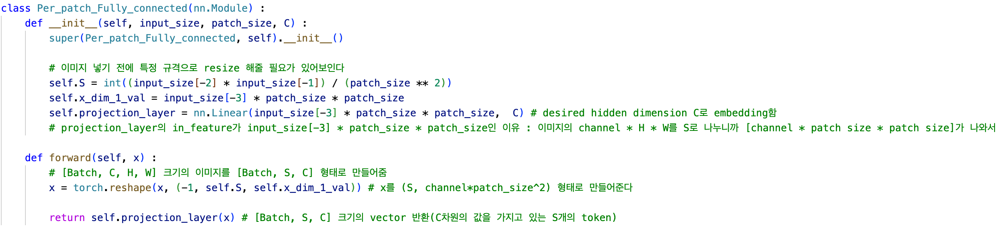 class Per_patch_Fully_connected(nn.Module) :
    def __init__(self, input_size, patch_size, C) :
        super(Per_patch_Fully_connected, self).__init__()

        # 이미지 넣기 전에 특정 규격으로 resize 해줄 필요가 있어보인다
        self.S = int((input_size[-2] * input_size[-1]) / (patch_size ** 2))
        self.x_dim_1_val = input_size[-3] * patch_size * patch_size
        self.projection_layer = nn.Linear(input_size[-3] * patch_size * patch_size,  C) # desired hidden dimension C로 embedding함
        # projection_layer의 in_feature가 input_size[-3] * patch_size * patch_size인 이유 : 이미지의 channel * H * W를 S로 나누니까 [channel * patch size * patch size]가 나와서

    def forward(self, x) :
        # [Batch, C, H, W] 크기의 이미지를 [Batch, S, C] 형태로 만들어줌
        x = torch.reshape(x, (-1, self.S, self.x_dim_1_val)) # x를 (S, channel*patch_size^2) 형태로 만들어준다

        return self.projection_layer(x) # [Batch, S, C] 크기의 vector 반환(C차원의 값을 가지고 있는 S개의 token)